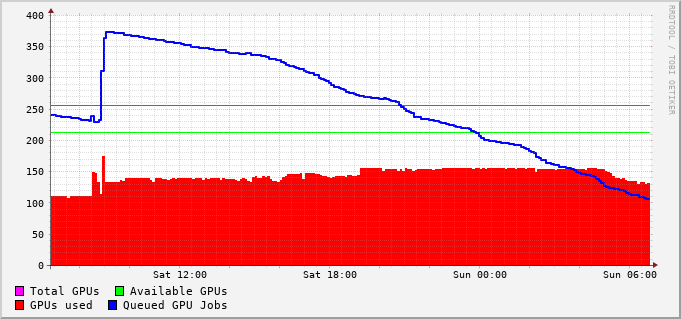 RRDTOOL / TOBI OETIKER
400
350
300
250
200
150
100
50
0
Sat 12:00 Sat 18:00 Sun 00:00 Sun 06:00
Total GPUs Available GPUs
GPUs used Queued GPU Jobs